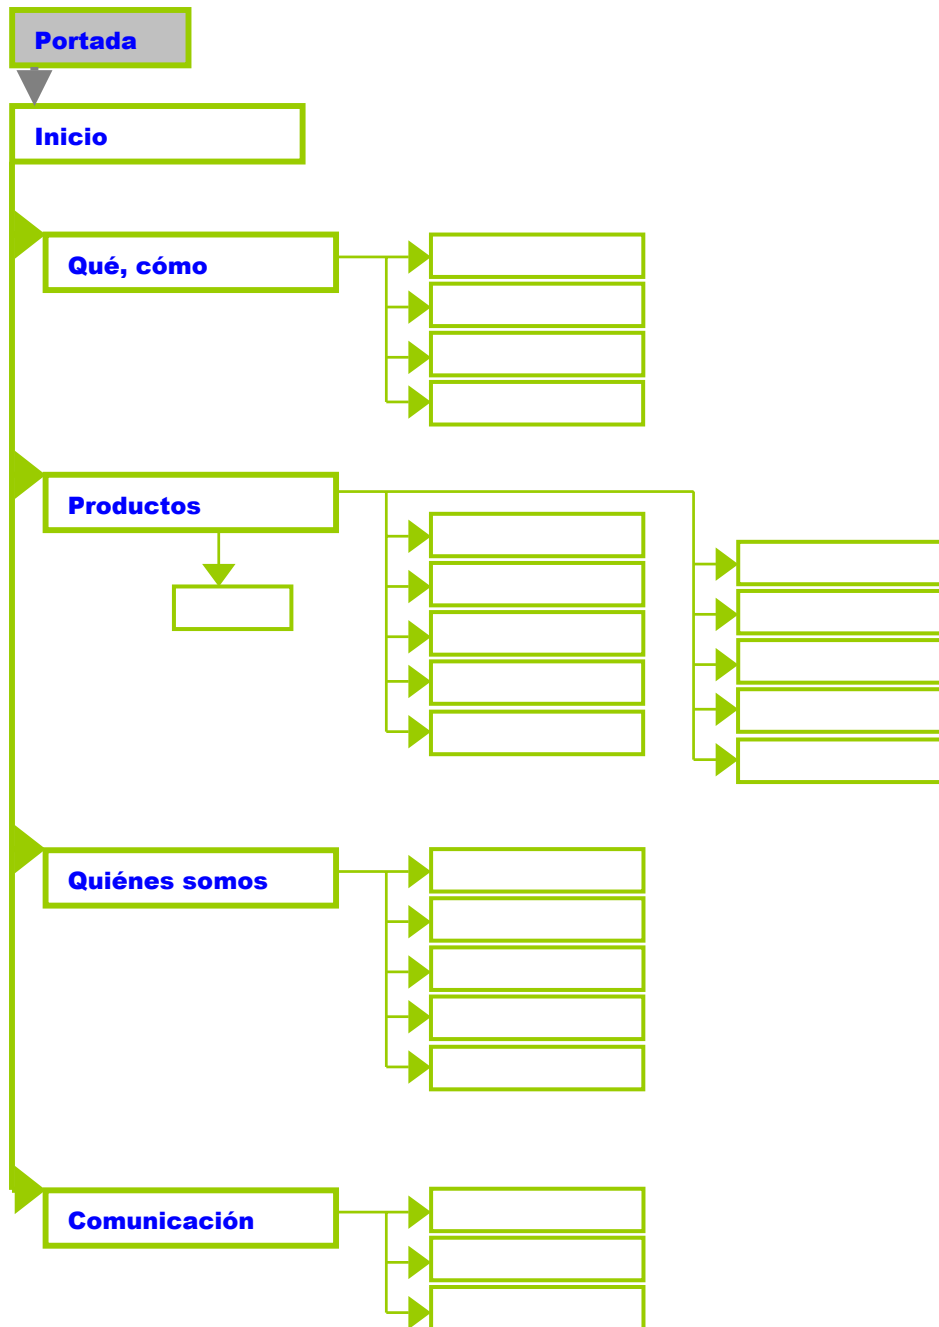 Portada
Inicio
Qué, cómo
Productos
Quiénes somos
Comunicación